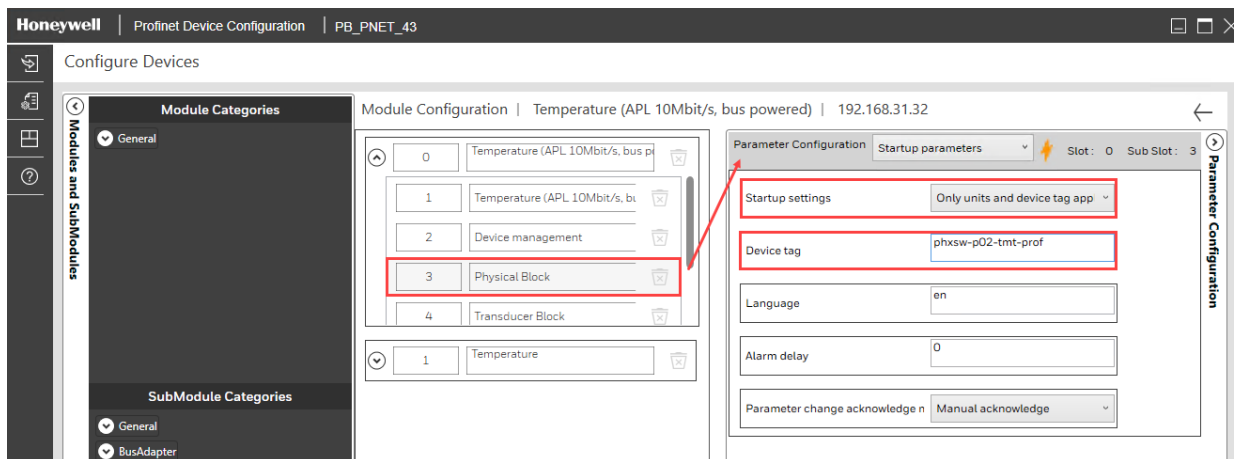 Honeywell | Profinet Device Configuration | PB_PNET_43
Configure Devices
Modules and SubModules
Module Categories
General
SubModule Categories
General
BusAdapter
Module Configuration | Temperature (APL 10Mbit/s, bus powered) | 192.168.31.32
0 Temperature (APL 10Mbit/s, bus po
1 Temperature (APL 10Mbit/s, bu
2 Device management
3 Physical Block
4 Transducer Block
1 Temperature
Parameter Configuration Startup parameters Slot : 0 Sub Slot : 3
Startup settings Only units and device tag app
Device tag phxsw-p02-tmt-prof
Language en
Alarm delay 0
Parameter change acknowledge n Manual acknowledge
Parameter Configuration